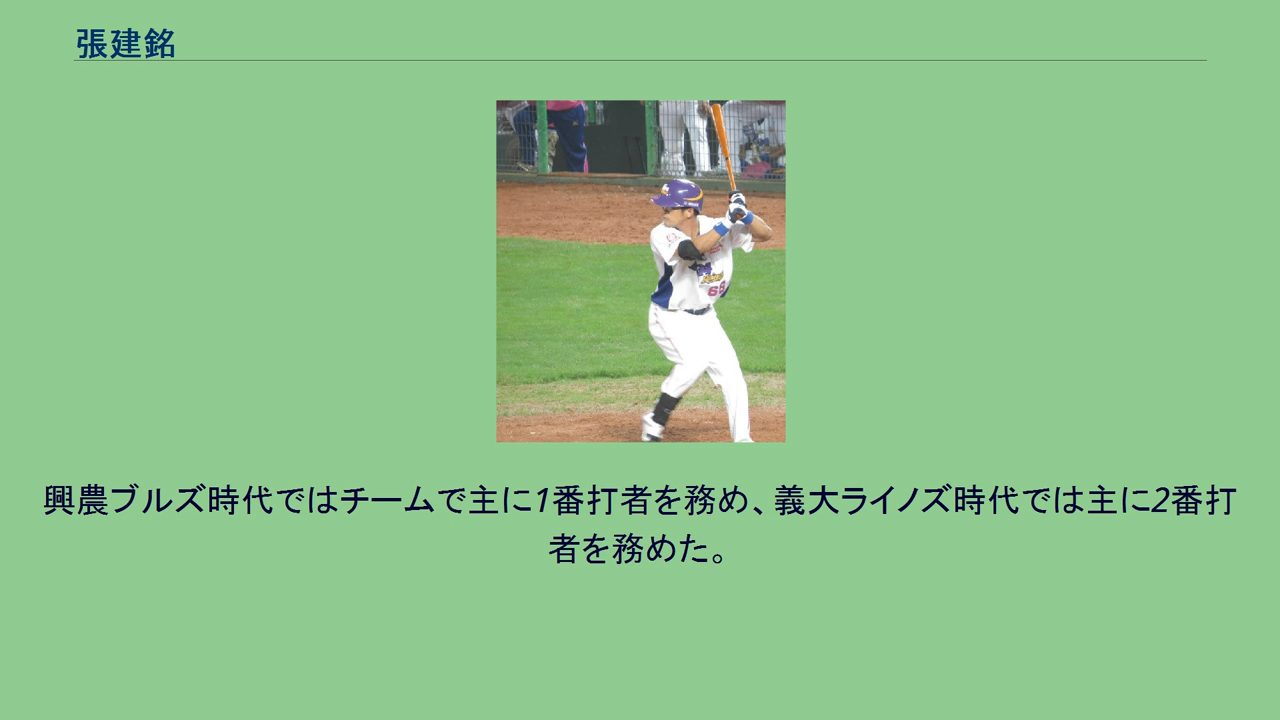 張建銘
興農ブルズ時代ではチームで主に1番打者を務め、義大ライノズ時代では主に2番打
者を務めた。